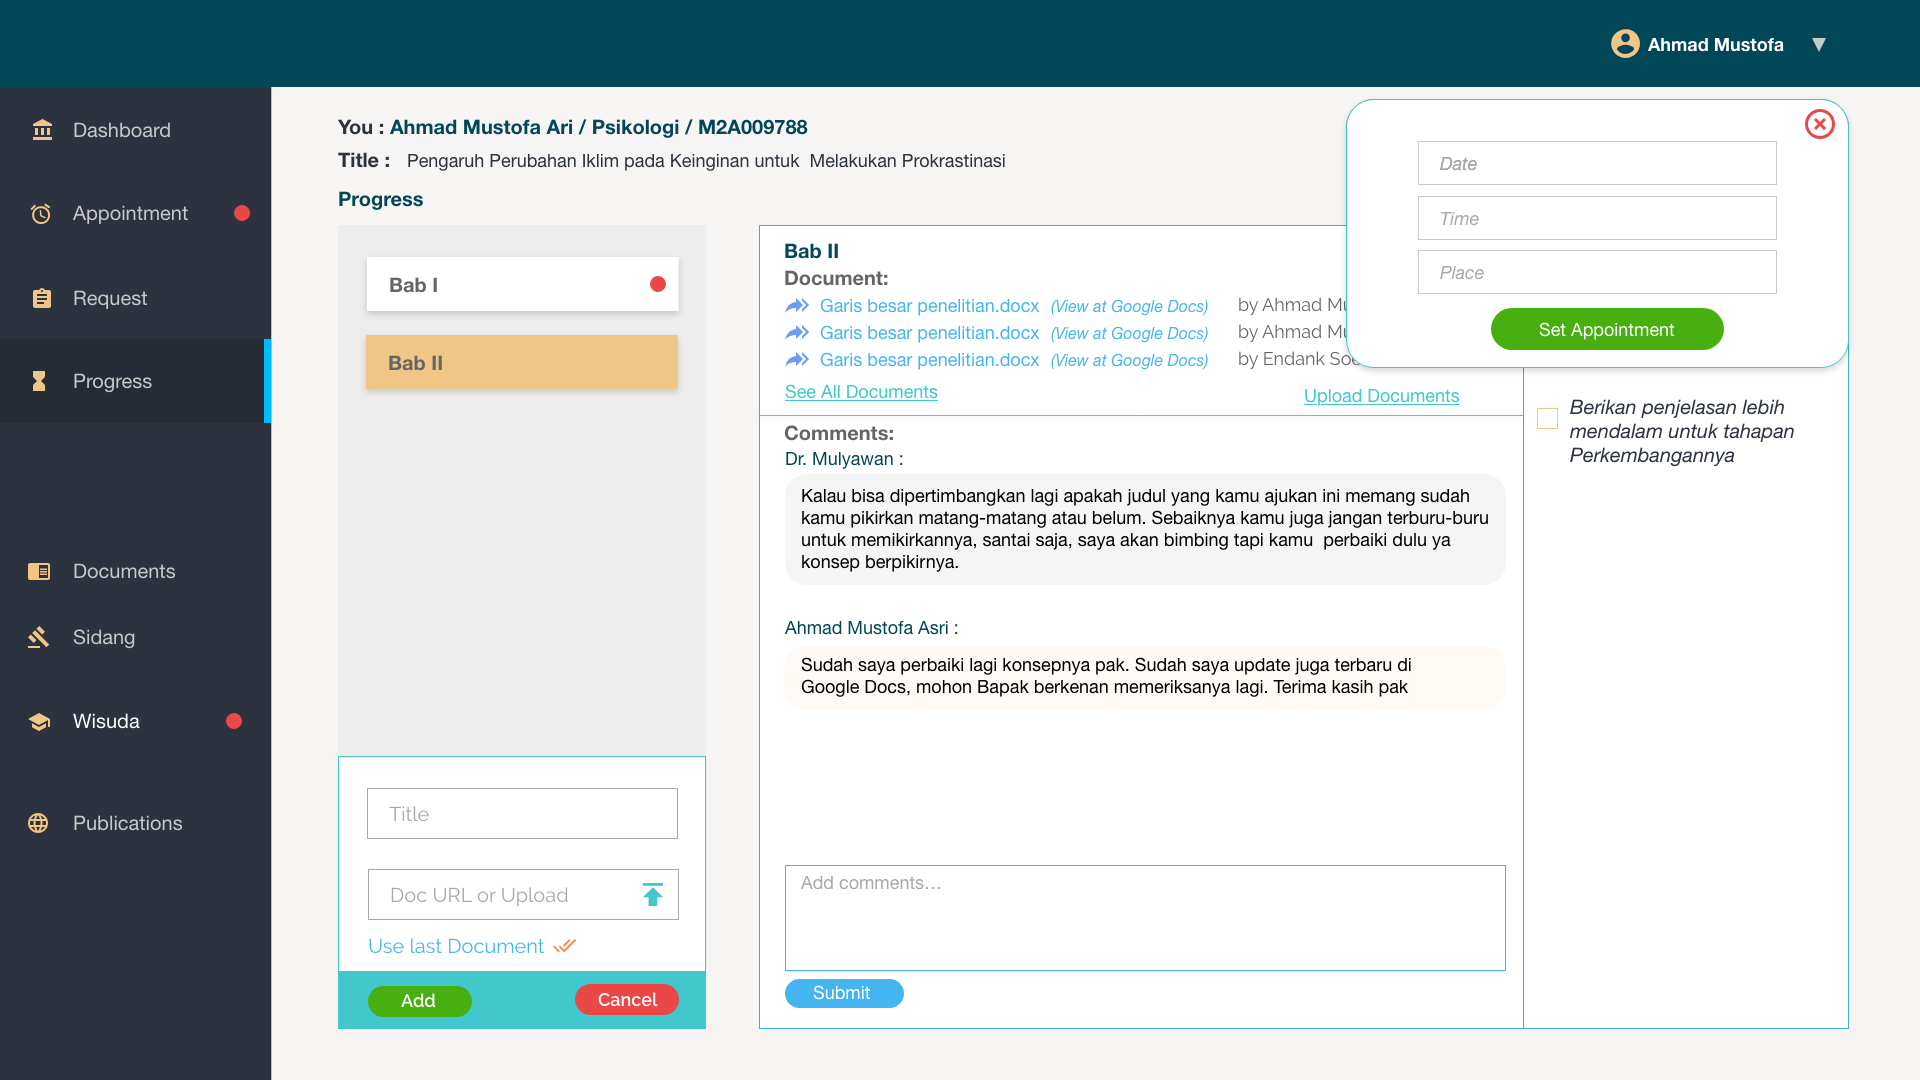 Ahmad Mustofa ▼
Dashboard
Appointment
Request
Progress
Documents
Sidang
Wisuda
Publications
You : Ahmad Mustofa Ari / Psikologi / M2A009788
Title : Pengaruh Perubahan Iklim pada Keinginan untuk Melakukan Prokrastinasi
Progress
Bab I
Bab II
Title
Doc URL or Upload
Use last Document
Add
Cancel
Bab II
Document:
Garis besar penelitian.docx (View at Google Docs) by Ahmad
Garis besar penelitian.docx (View at Google Docs) by Ahmad
Garis besar penelitian.docx (View at Google Docs) by Endank
See All Documents
Upload Documents
Comments:
Dr. Mulyawan :
Kalau bisa dipertimbangkan lagi apakah judul yang kamu ajukan ini memang sudah
kamu pikirkan matang-matang atau belum. Sebaiknya kamu juga jangan terburu-buru
untuk memikirkannya, santai saja, saya akan bimbing tapi kamu perbaiki dulu ya
konsep berpikirnya.
Ahmad Mustofa Asri :
Sudah saya perbaiki lagi konsepnya pak. Sudah saya update juga terbaru di
Google Docs, mohon Bapak berkenan memeriksanya lagi. Terima kasih pak
Add comments...
Submit
Date
Time
Place
Set Appointment
Berikan penjelasan lebih
mendalam untuk tahapan
Perkembangannya